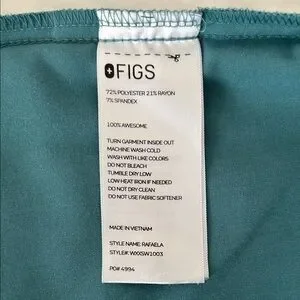 FIGS
72% POLYESTER 21% RAYON
7% SPANDEX
100% AWESOME
TURN GARMENT INSIDE OUT
MACHINE WASH COLD
WASH WITH LIKE COLORS
DO NOT BLEACH
TUMBLE DRY LOW
LOW HEAT IRON IF NEEDED
DO NOT DRY CLEAN
DO NOT USE FABRIC SOFTENER
MADE IN VIETNAM
STYLE NAME: RAFAELA
STYLE# W00SW1003
PO# 4994